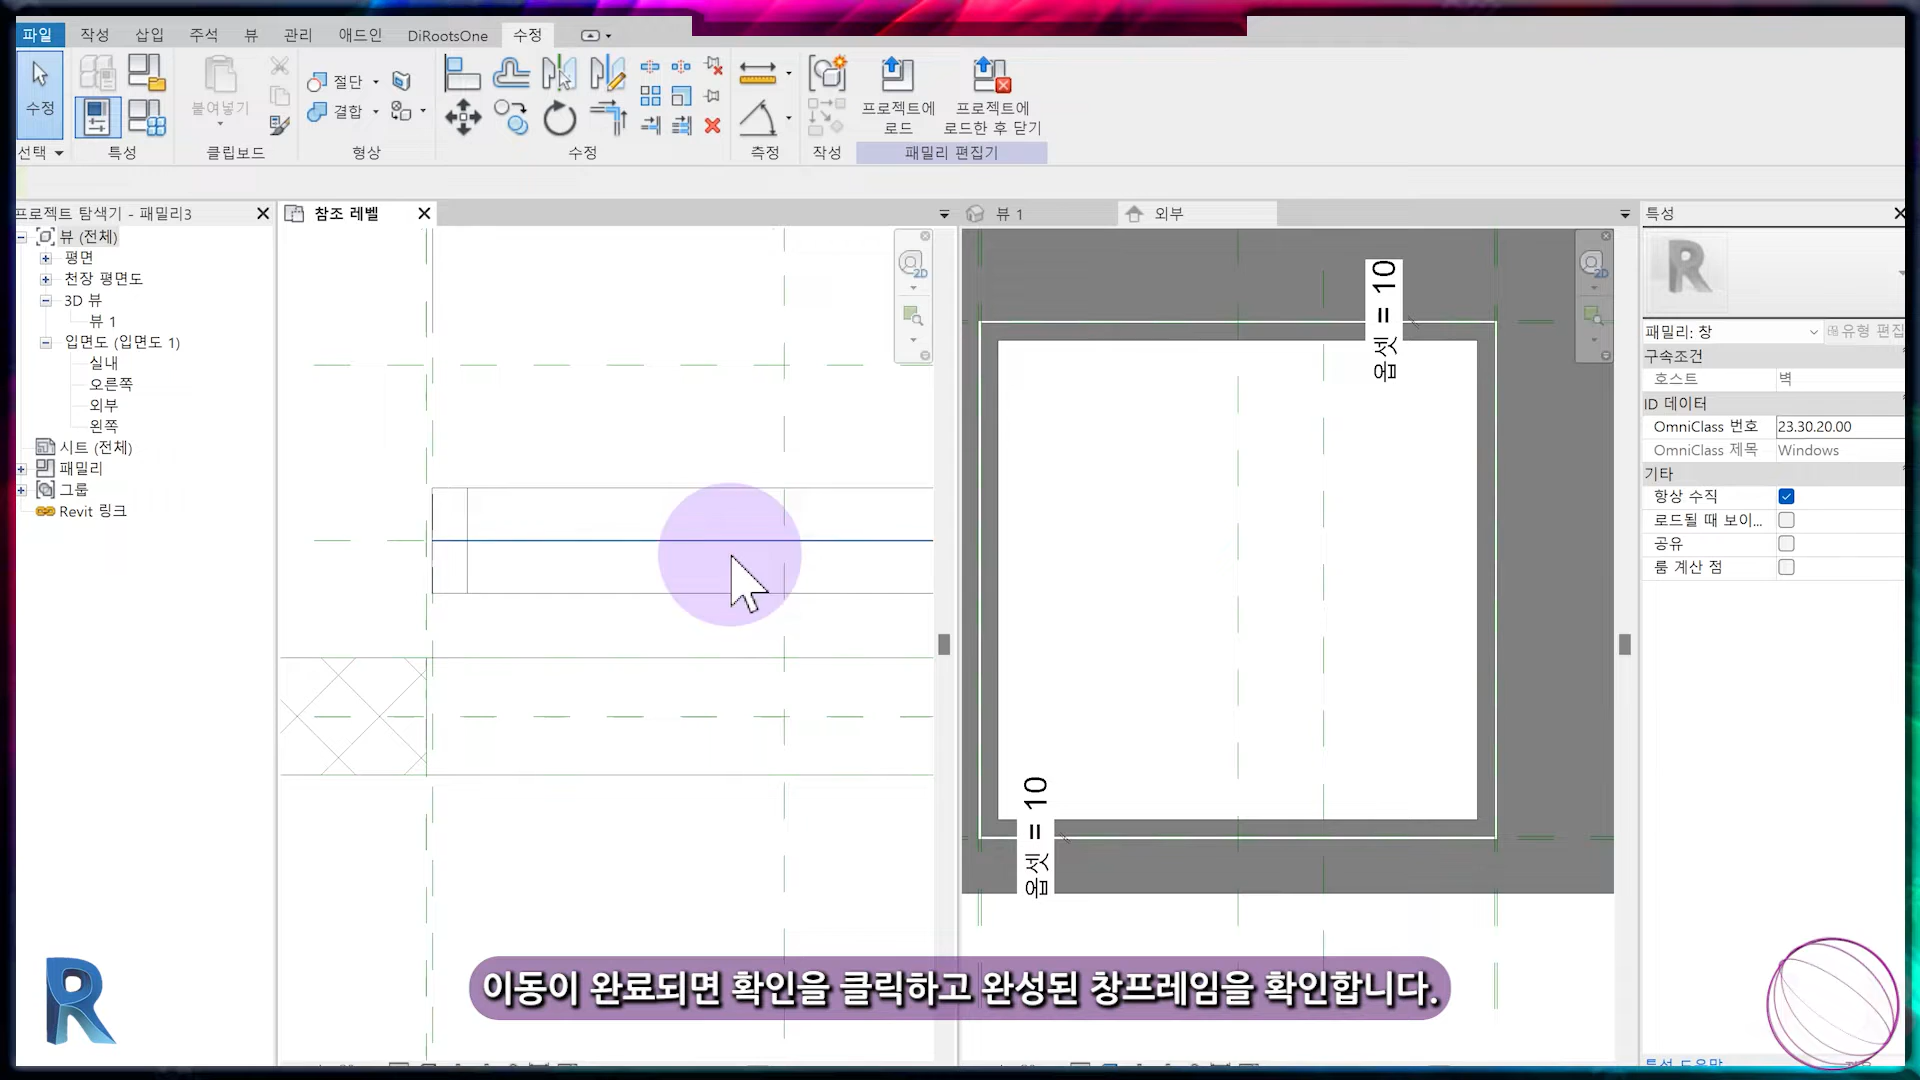 파일 작성 삽입 주석 뷰 관리 애드인 DiRootsOne 수정
수정
붙여넣기
절단
결합
프로젝트에
로드
프로젝트에
로드한 후 닫기
선택 특성 클립보드 형상 수정 측정 작성 패밀리 편집기
프로젝트 탐색기 - 패밀리3
참조 레벨
뷰 1
외부
특성
뷰 (전체)
평면
천장 평면도
3D 뷰
뷰 1
입면도 (입면도 1)
실내
오른쪽
외부
왼쪽
시트 (전체)
패밀리
그룹
Revit 링크
2D
옵셋 = 10
옵셋 = 10
2D
R
패밀리: 창
유형 편집
구속조건
호스트 벽
ID 데이터
OmniClass 번호 23.30.20.00
OmniClass 제목 Windows
기타
항상 수직
로드될 때 보이...
공유
룸 계산 점
R
이동이 완료되면 확인을 클릭하고 완성된 창프레임을 확인합니다.